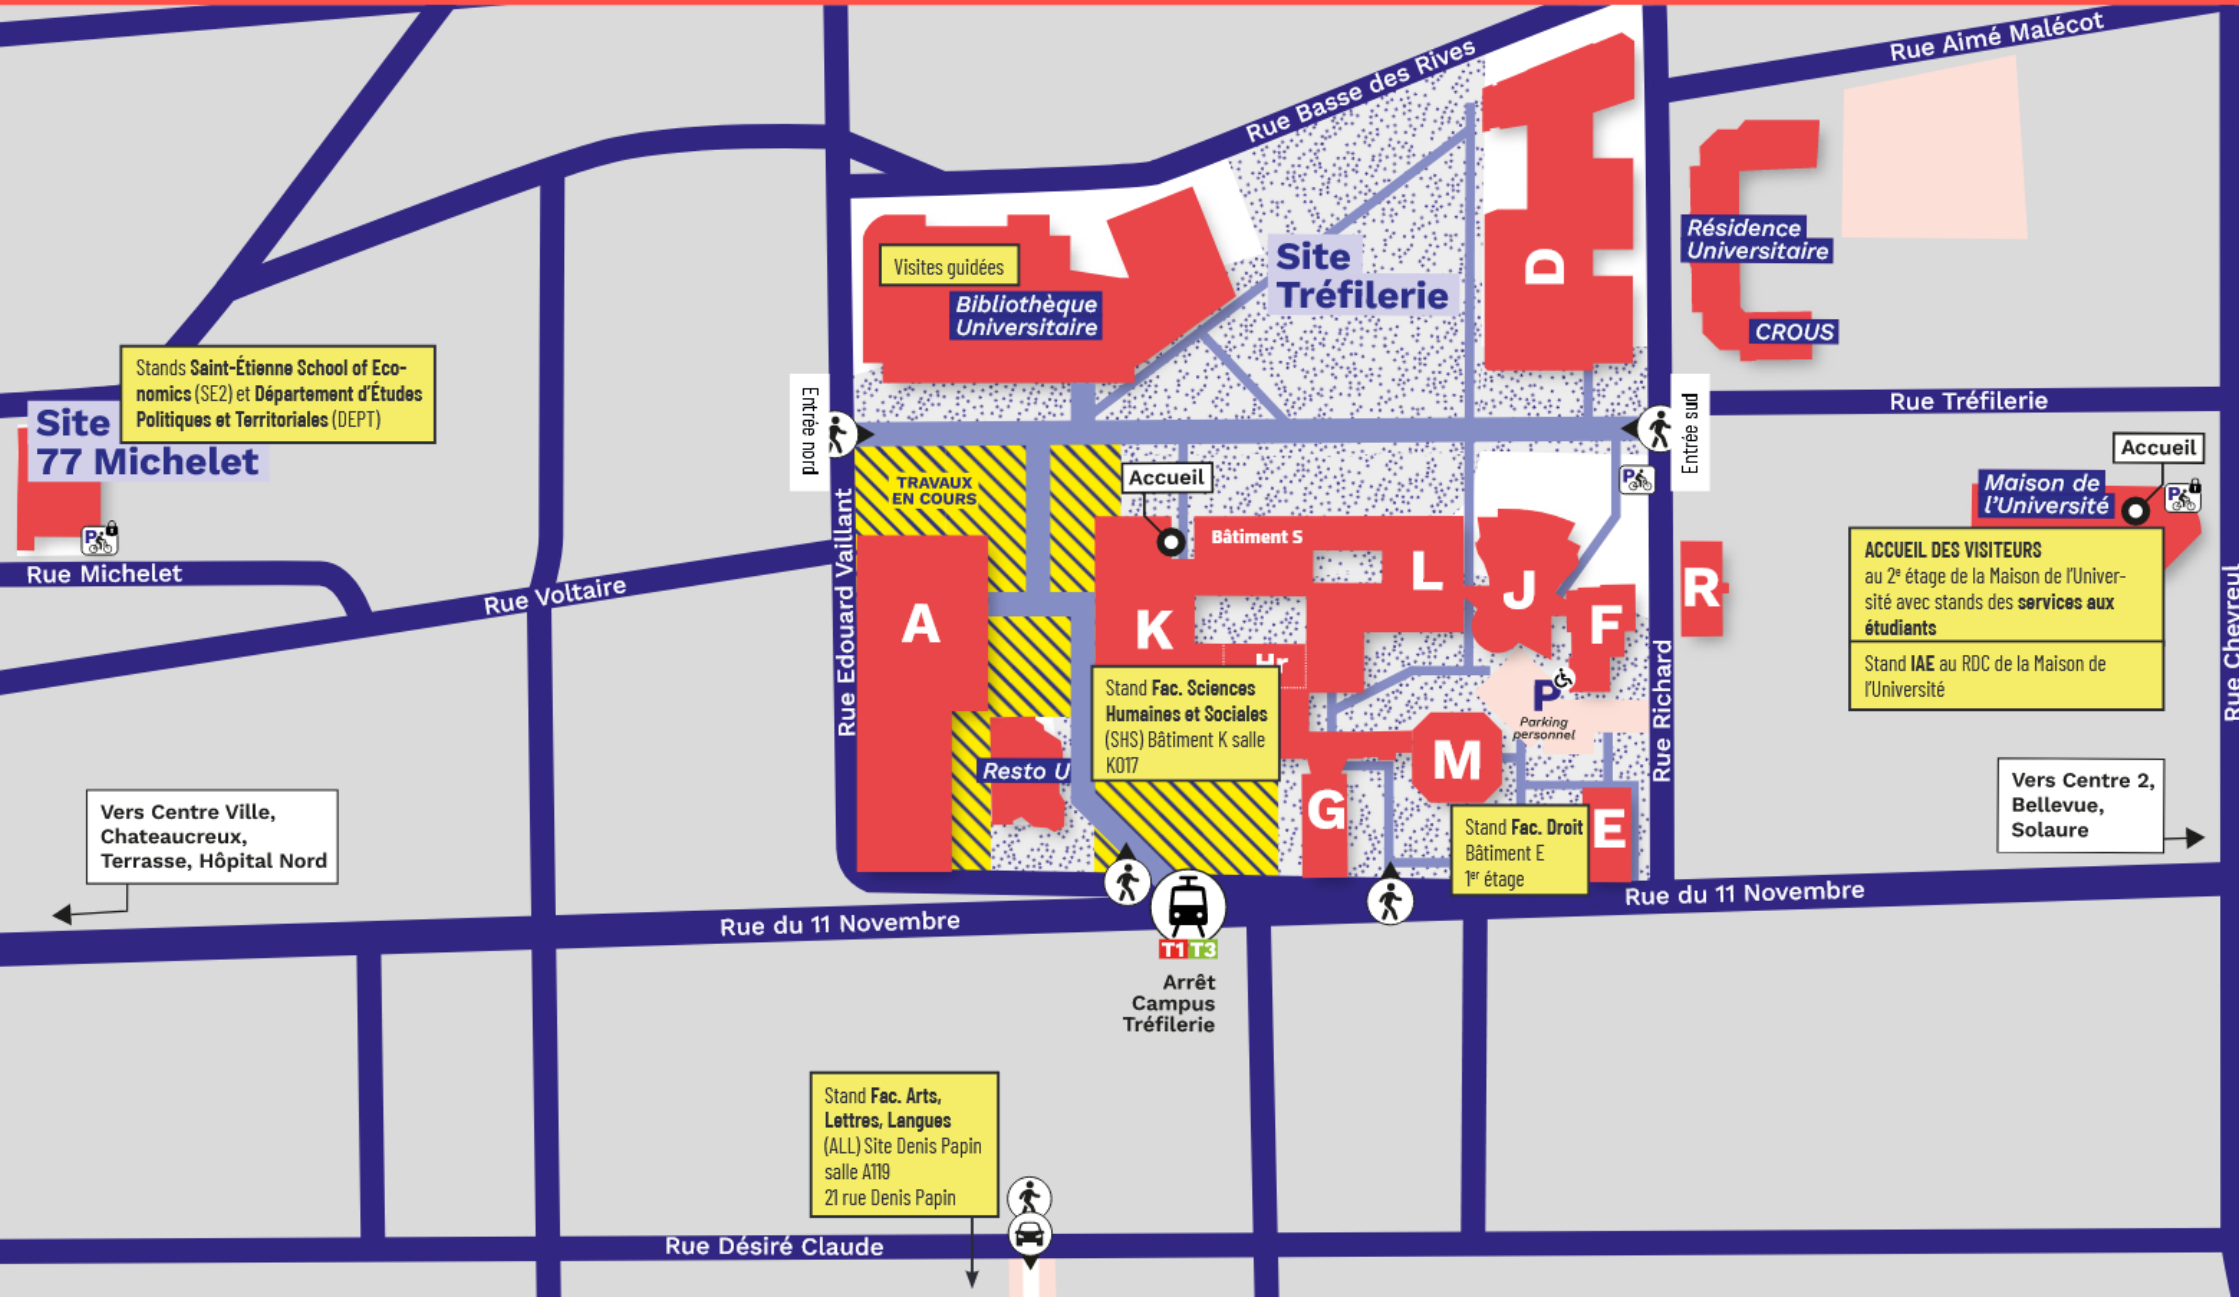 Rue Aimé Malécot
Rue Basse des Rives
Résidence
Universitaire
CROUS
D
Site
Tréfilerie
Visites guidées
Bibliothèque
Universitaire
Stands Saint-Étienne School of Eco-
nomics (SE2) et Département d'Études
Politiques et Territoriales (DEPT)
Site
77 Michelet
P
Rue Michelet
Rue Voltaire
Entrée nord
Entrée sud
Rue Tréfilerie
Rue Edouard Vaillant
TRAVAUX
EN COURS
Accueil
P
Bâtiment S
A
K
L
J
F
R
Hr
Accueil
Maison de
l'Université
P
ACCUEIL DES VISITEURS
au 2e étage de la Maison de l'Univer-
sité avec stands des services aux
étudiants
Stand IAE au RDC de la Maison de
l'Université
Rue Chevreul
Rue Richard
Stand Fac. Sciences
Humaines et Sociales
(SHS) Bâtiment K salle
K017
P
Parking
personnel
Resto U
M
G
E
Stand Fac. Droit
Bâtiment E
1er étage
Vers Centre Ville,
Chateaucreux,
Terrasse, Hôpital Nord
Vers Centre 2,
Bellevue,
Solaure
Rue du 11 Novembre
Rue du 11 Novembre
T1 T3
Arrêt
Campus
Tréfilerie
Stand Fac. Arts,
Lettres, Langues
(ALL) Site Denis Papin
salle A119
21 rue Denis Papin
Rue Désiré Claude